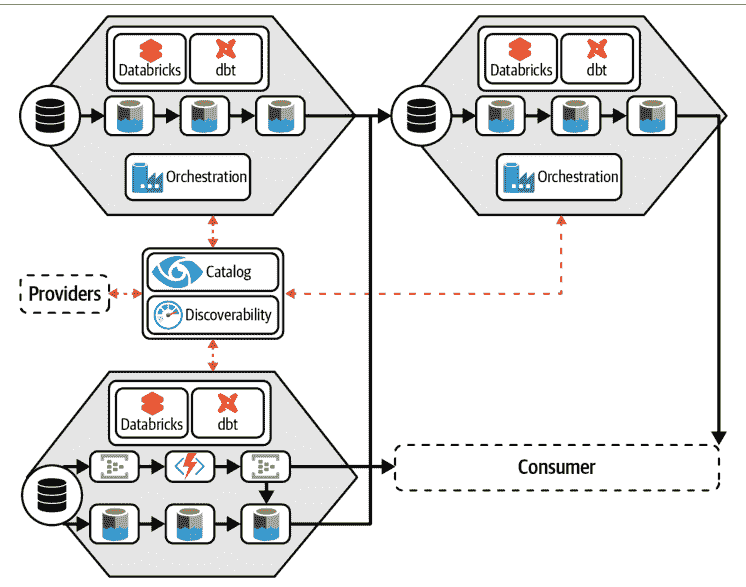 Databricks
dbt
Databricks
dbt
Orchestration
Orchestration
Catalog
Providers
Discoverability
Databricks
dbt
Consumer